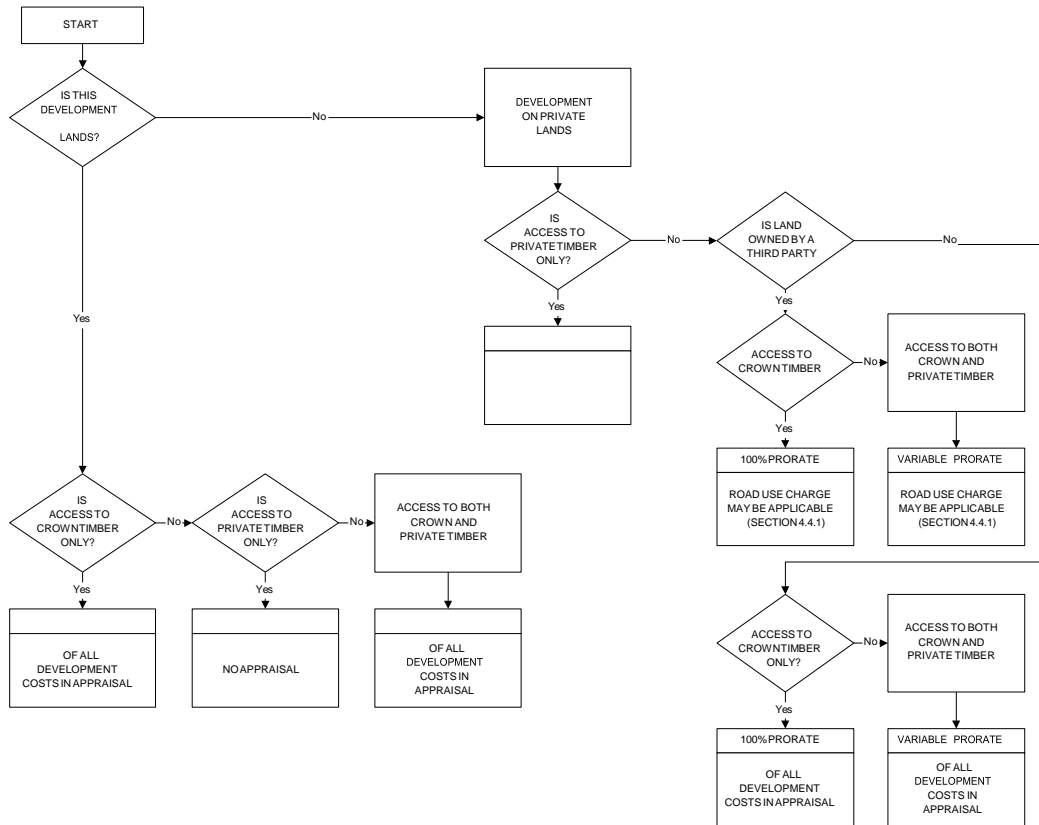 START
IS THIS
DEVELOPMENT
LANDS?
No
DEVELOPMENT
ON PRIVATE
LANDS
IS
ACCESS TO
PRIVATE TIMBER
ONLY?
No
IS LAND
OWNED BY A
THIRD PARTY
No
Yes
Yes
Yes
ACCESS TO
CROWN TIMBER
No
ACCESS TO BOTH
CROWN AND
PRIVATE TIMBER
Yes
100% PRORATE
ROAD USE CHARGE
MAY BE APPLICABLE
(SECTION 4.4.1)
VARIABLE PRORATE
ROAD USE CHARGE
MAY BE APPLICABLE
(SECTION 4.4.1)
IS
ACCESS TO
CROWN TIMBER
ONLY?
No
IS
ACCESS TO
PRIVATE TIMBER
ONLY?
No
ACCESS TO BOTH
CROWN AND
PRIVATE TIMBER
Yes
Yes
OF ALL
DEVELOPMENT
COSTS IN APPRAISAL
NO APPRAISAL
OF ALL
DEVELOPMENT
COSTS IN
APPRAISAL
ACCESS TO
CROWN TIMBER
ONLY?
No
ACCESS TO BOTH
CROWN AND
PRIVATE TIMBER
Yes
100% PRORATE
OF ALL
DEVELOPMENT
COSTS IN APPRAISAL
VARIABLE PRORATE
OF ALL
DEVELOPMENT
COSTS IN
APPRAISAL